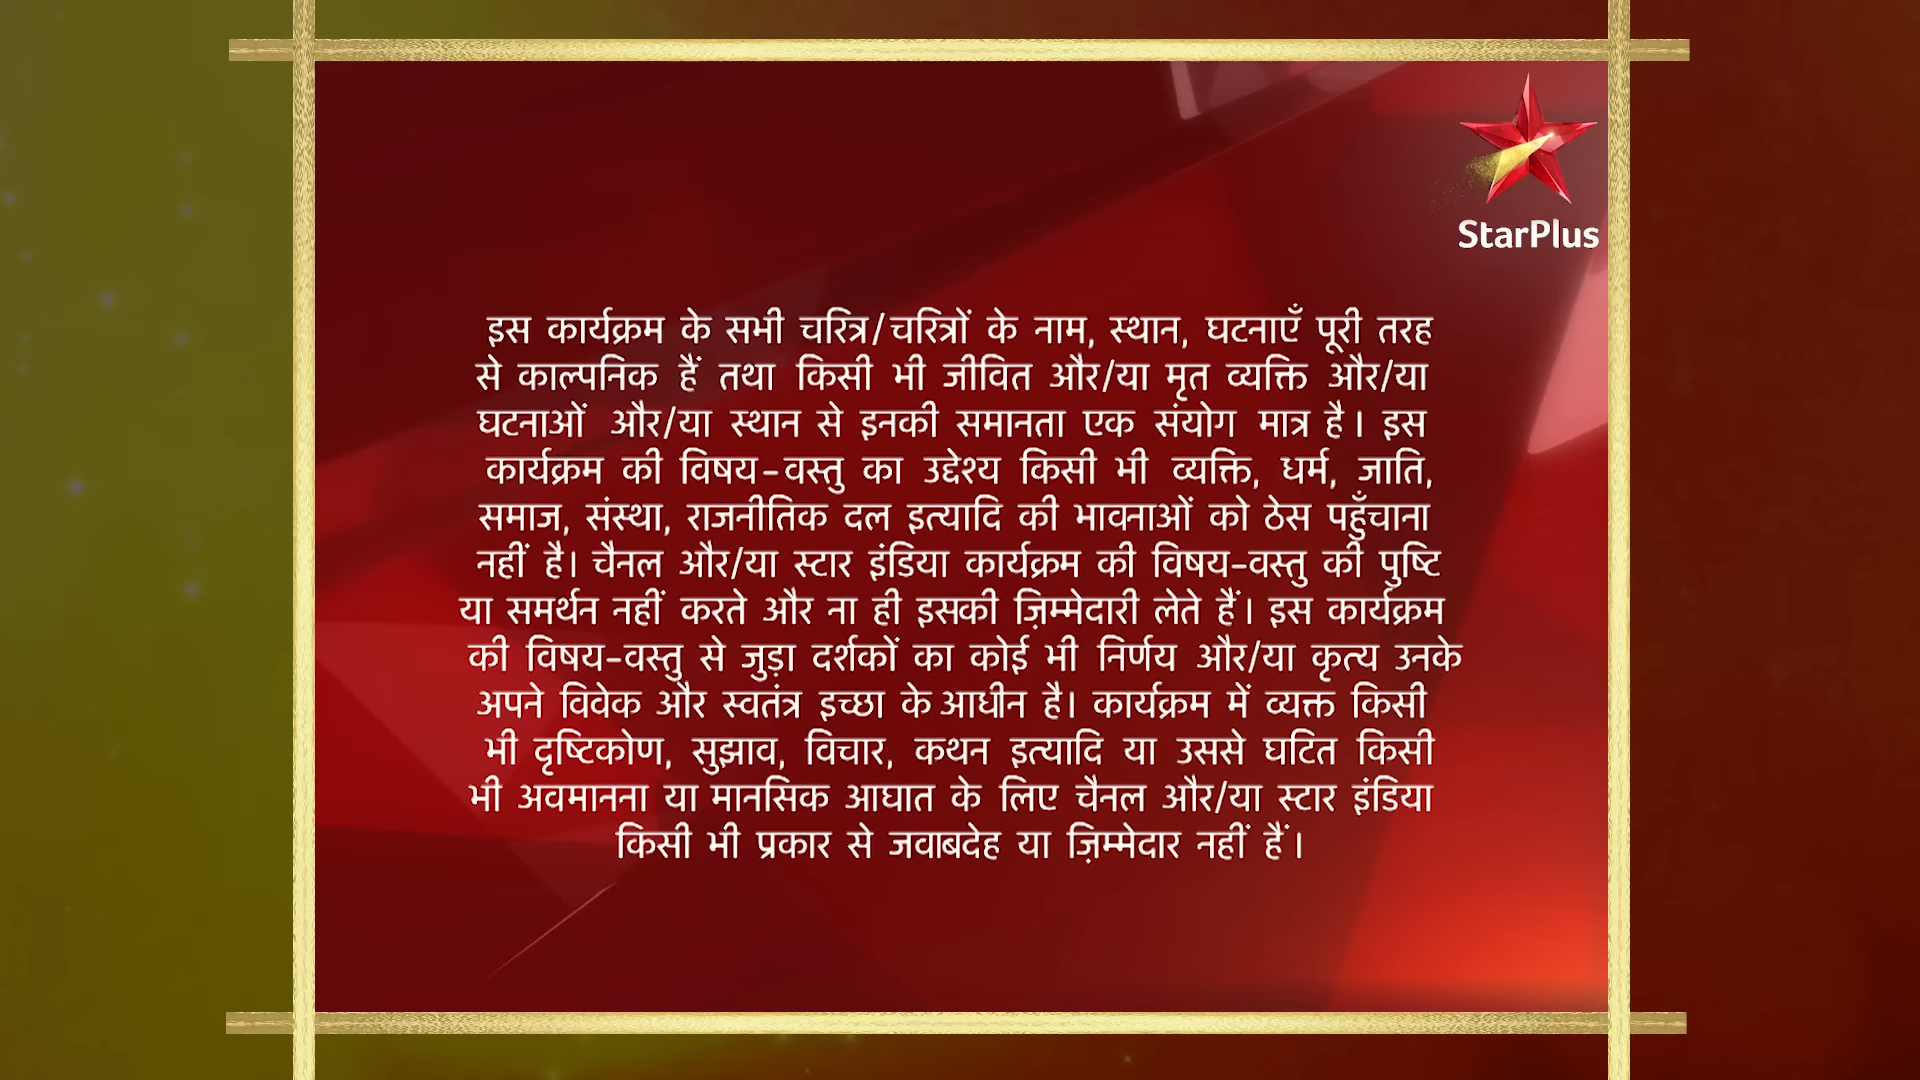 StarPlus
इस कार्यक्रम के सभी चरित्र/चरित्रों के नाम, स्थान, घटनाएँ पूरी तरह
से काल्पनिक हैं तथा किसी भी जीवित और/या मृत व्यक्ति और/या
घटनाओं और/या स्थान से इनकी समानता एक संयोग मात्र है। इस
कार्यक्रम की विषय-वस्तु का उद्देश्य किसी भी व्यक्ति, धर्म, जाति,
समाज, संस्था, राजनीतिक दल इत्यादि की भावनाओं को ठेस पहुँचाना
नहीं है। चैनल और/या स्टार इंडिया कार्यक्रम की विषय-वस्तु की पुष्टि
या समर्थन नहीं करते और ना ही इसकी ज़िम्मेदारी लेते हैं। इस कार्यक्रम
की विषय-वस्तु से जुड़ा दर्शकों का कोई भी निर्णय और/या कृत्य उनके
अपने विवेक और स्वतंत्र इच्छा के आधीन है। कार्यक्रम में व्यक्त किसी
भी दृष्टिकोण, सुझाव, विचार, कथन इत्यादि या उससे घटित किसी
भी अवमानना या मानसिक आघात के लिए चैनल और/या स्टार इंडिया
किसी भी प्रकार से जवाबदेह या ज़िम्मेदार नहीं हैं।